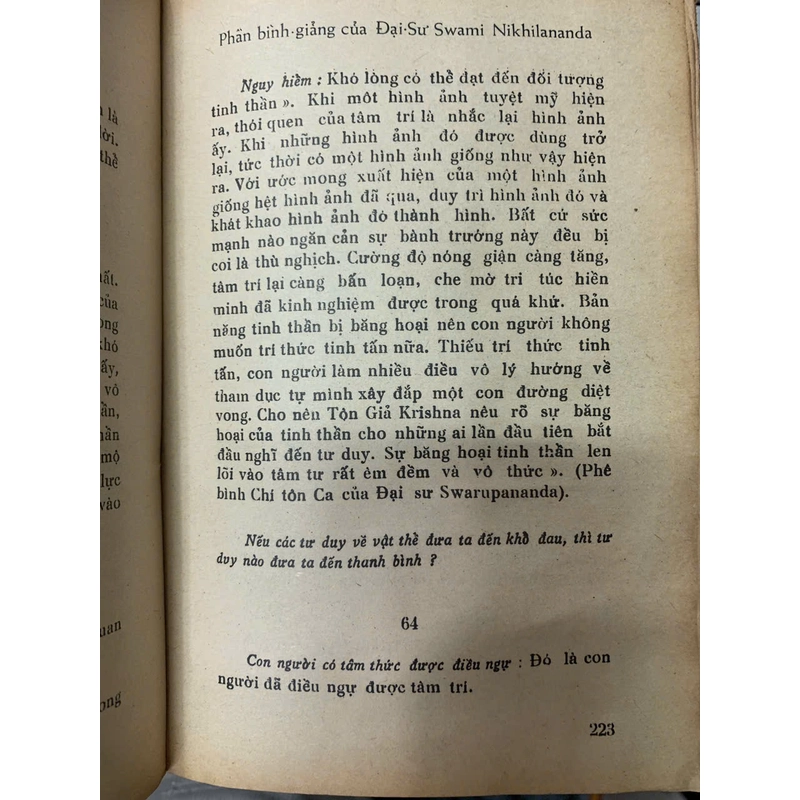 là
lời.
thề
Phần bình-giảng của Đại-Sư Swami Nikhilananda
Nguy hiểm : Khó lòng có thể đạt đến đối tượng
tinh thần ». Khi một hình ảnh tuyệt mỹ hiện
ra, thói quen của tâm trí là nhắc lại hình ảnh
ấy. Khi những hình ảnh đó được dùng trở
lại, tức thời có một hình ảnh giống như vậy hiện
ra. Với ước mong xuất hiện của một hình ảnh
giống hệt hình ảnh đã qua, duy trì hình ảnh đó và
khát khao hình ảnh đó thành hình. Bất cứ sức
mạnh nào ngăn cản sự bành trướng này đều bị
coi là thù nghịch. Cường độ nóng giận càng tăng,
tâm trí lại càng bấn loạn, che mờ tri túc hiền
minh đã kinh nghiệm được trong quá khứ. Bản
năng tinh thần bị băng hoại nên con người không
muốn trí thức tinh tấn nữa. Thiếu trí thức tinh
tấn, con người làm nhiều điều vô lý hướng về
tham dục tự mình xây đắp một con đường diệt
vong. Cho nên Tôn Giả Krishna nêu rõ sự băng
hoại của tinh thần cho những ai lần đầu tiên bắt
đầu nghĩ đến tư duy. Sự băng hoại tinh thần len
lõi vào tâm tư rất êm đềm và vô thức ». (Phê
bình Chí tôn Ca của Đại sư Swarupananda).
Nếu các tư duy về vật thể đưa ta đến khổ đau, thì tư
duy nào đưa ta đến thanh bình ?
64
Con người có tâm thức được điều ngự : Đó là con
người đã điều ngự được tâm trí.
223